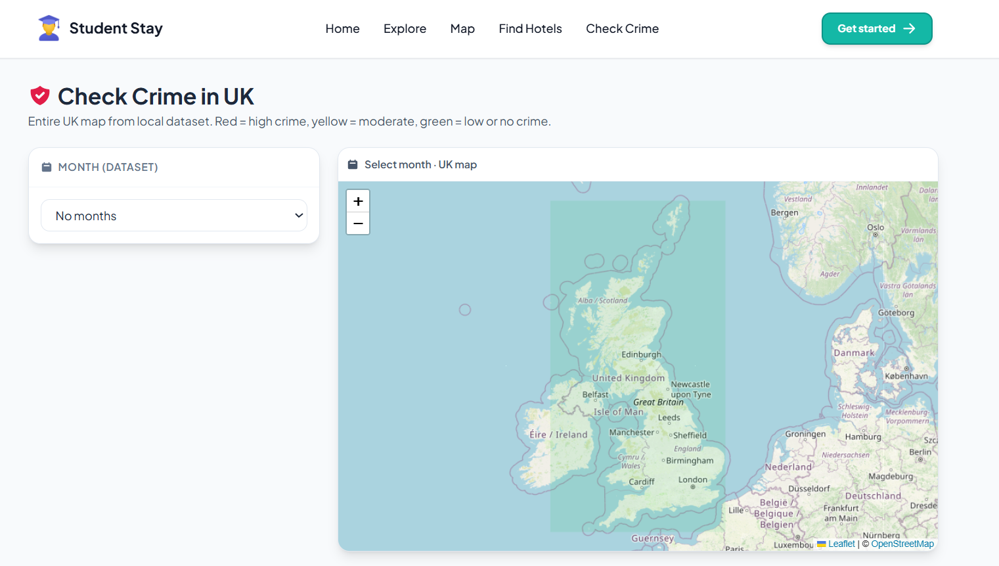 Student Stay
Home
Explore
Map
Find Hotels
Check Crime
Get started
Check Crime in UK
Entire UK map from local dataset. Red = high crime, yellow = moderate, green = low or no crime.
MONTH (DATASET)
No months
Select month · UK map
+
−
Innlandet
Vestland
Bergen
Oslo
Värmlands
län
Agder
Västra Götalands
län
Göteborg
Alba / Scotland
Edinburgh
United Kingdom
Newcastle
upon Tyne
Belfast
Great Britain
Isle of Man
Leeds
Éire / Ireland
Manchester
Sheffield
England
Birmingham
Cymru /
Wales
Cardiff
London
Guernsey
Danmark
København
Schleswig-
Holstein
Mecklenburg-
Vorpommern
Groningen
Hamburg
Niedersachsen
Berlin
Nederland
Magdeburg
Düsseldorf
Deutschland
België /
Belgique /
Belgien
Lille
Frankfurt
am Main
Nürnberg
Paris
Leaflet | © OpenStreetMap